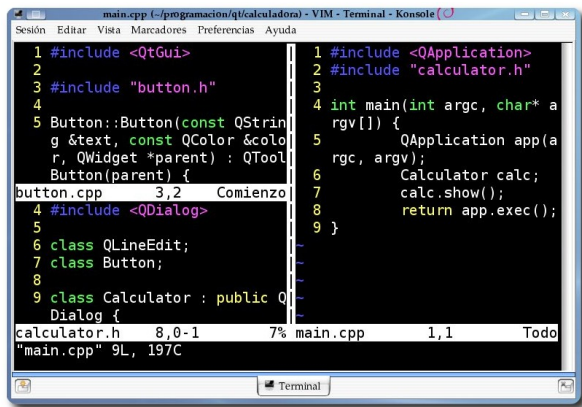 main.cpp (~/programacion/qt/calculadora) - VIM - Terminal - Konsole
Sesión Editar Vista Marcadores Preferencias Ayuda
1 #include <QtGui>
2
3 #include "button.h"
4
5 Button::Button(const QStrin
g &text, const QColor &colo
r, QWidget *parent) : QTool
Button(parent) {
button.cpp 3,2 Comienzo
4 #include <QDialog>
5
6 class QLineEdit;
7 class Button;
8
9 class Calculator : public Q
Dialog {
calculator.h 8,0-1 7%
1 #include <QApplication>
2 #include "calculator.h"
3
4 int main(int argc, char* a
rgv[]) {
5 QApplication app(a
rgc, argv);
6 Calculator calc;
7 calc.show();
8 return app.exec();
9 }
~
~
~
~
~
main.cpp 1,1 Todo
"main.cpp" 9L, 197C
Terminal